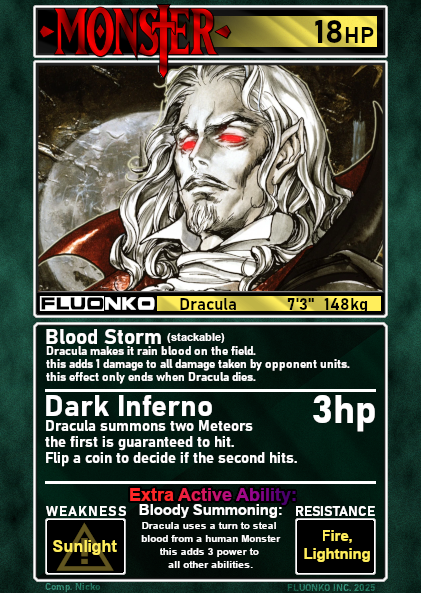 MONSTER
18HP
FLUONKO
Dracula 7'3" 148kg
Blood Storm (stackable)
Dracula makes it rain blood on the field.
this adds 1 damage to all damage taken by opponent units.
this effect only ends when Dracula dies.
Dark Inferno
3hp
Dracula summons two Meteors
the first is guaranteed to hit.
Flip a coin to decide if the second hits.
Extra Active Ability:
WEAKNESS
Sunlight
Bloody Summoning:
Dracula uses a turn to steal
blood from a human Monster
this adds 3 power to
all other abilities.
RESISTANCE
Fire,
Lightning
Comp. Nicko
FLUONKO INC. 2025